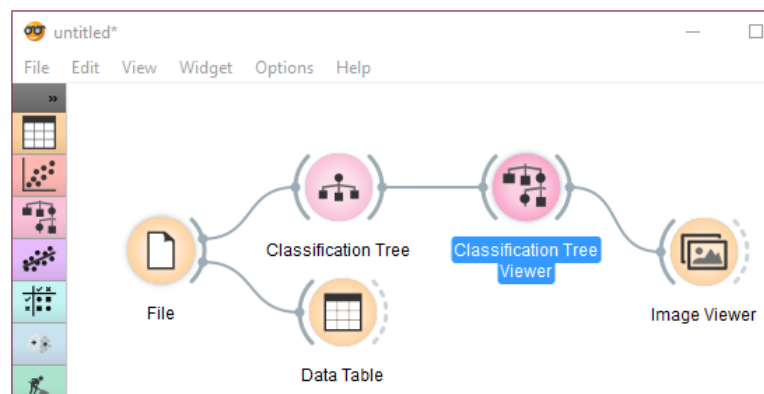 untitled*
File Edit View Widget Options Help
»
Classification Tree
Classification Tree
Viewer
File
Image Viewer
Data Table